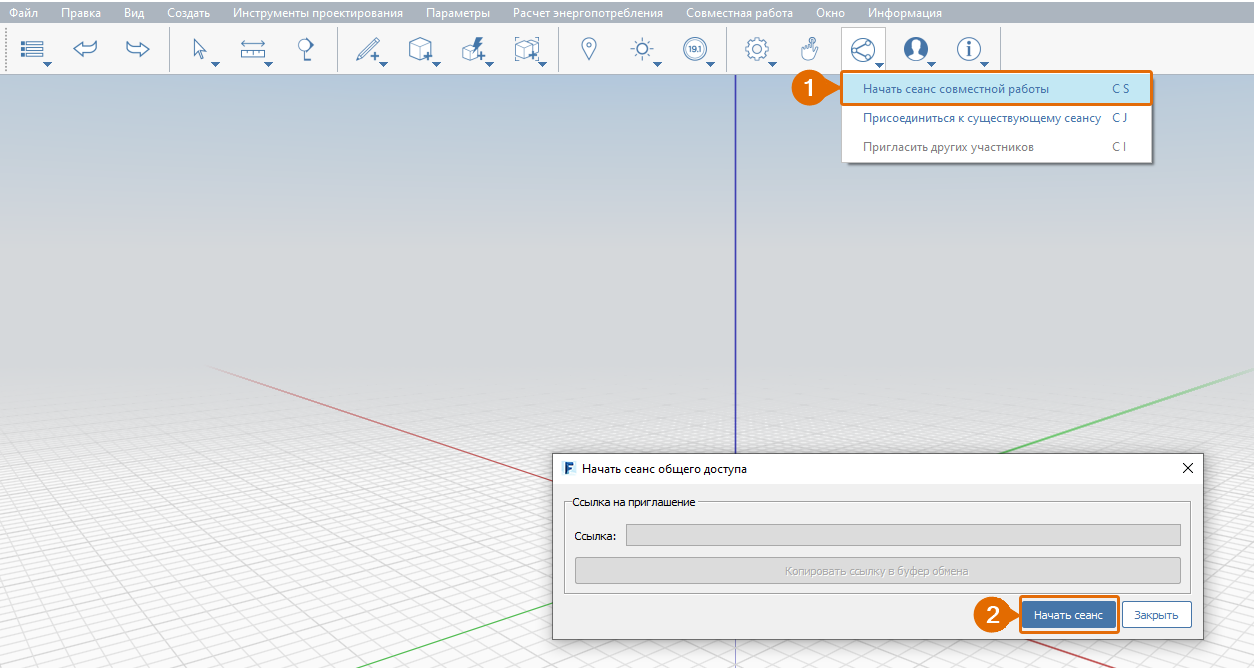 Файл Правка Вид Создать Инструменты проектирования Параметры Расчет энергопотребления Совместная работа Окно Информация
19.1
1
Начать сеанс совместной работы C S
Присоединиться к существующему сеансу C J
Пригласить других участников C I
F Начать сеанс общего доступа
Ссылка на приглашение
Ссылка:
Копировать ссылку в буфер обмена
2 Начать сеанс Закрыть